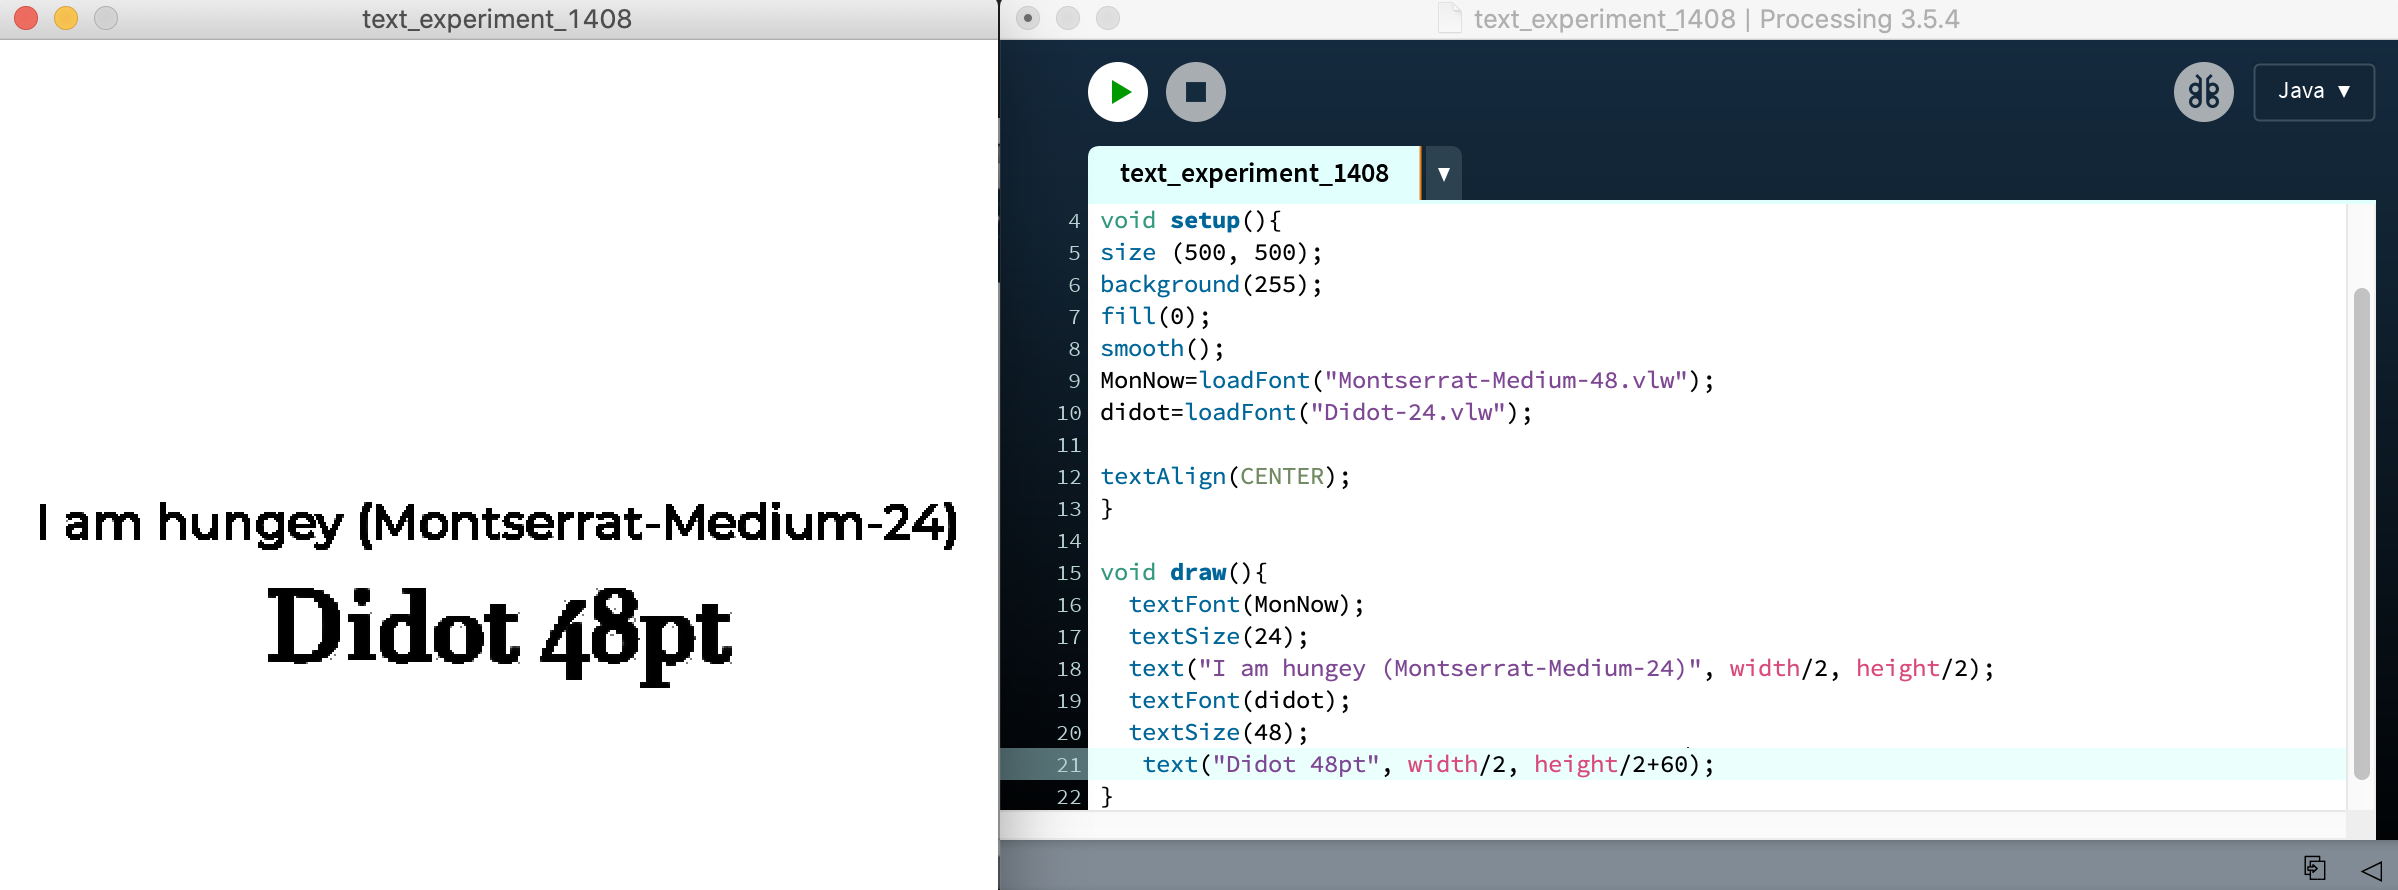 text_experiment_1408
I am hungey (Montserrat-Medium-24)
Didot 48pt
text_experiment_1408 | Processing 3.5.4
Java ▼
text_experiment_1408 ▼
4 void setup(){
5 size (500, 500);
6 background(255);
7 fill(0);
8 smooth();
9 MonNow=loadFont("Montserrat-Medium-48.vlw");
10 didot=loadFont("Didot-24.vlw");
11
12 textAlign(CENTER);
13 }
14
15 void draw(){
16   textFont(MonNow);
17   textSize(24);
18   text("I am hungey (Montserrat-Medium-24)", width/2, height/2);
19   textFont(didot);
20   textSize(48);
21    text("Didot 48pt", width/2, height/2+60);
22 }